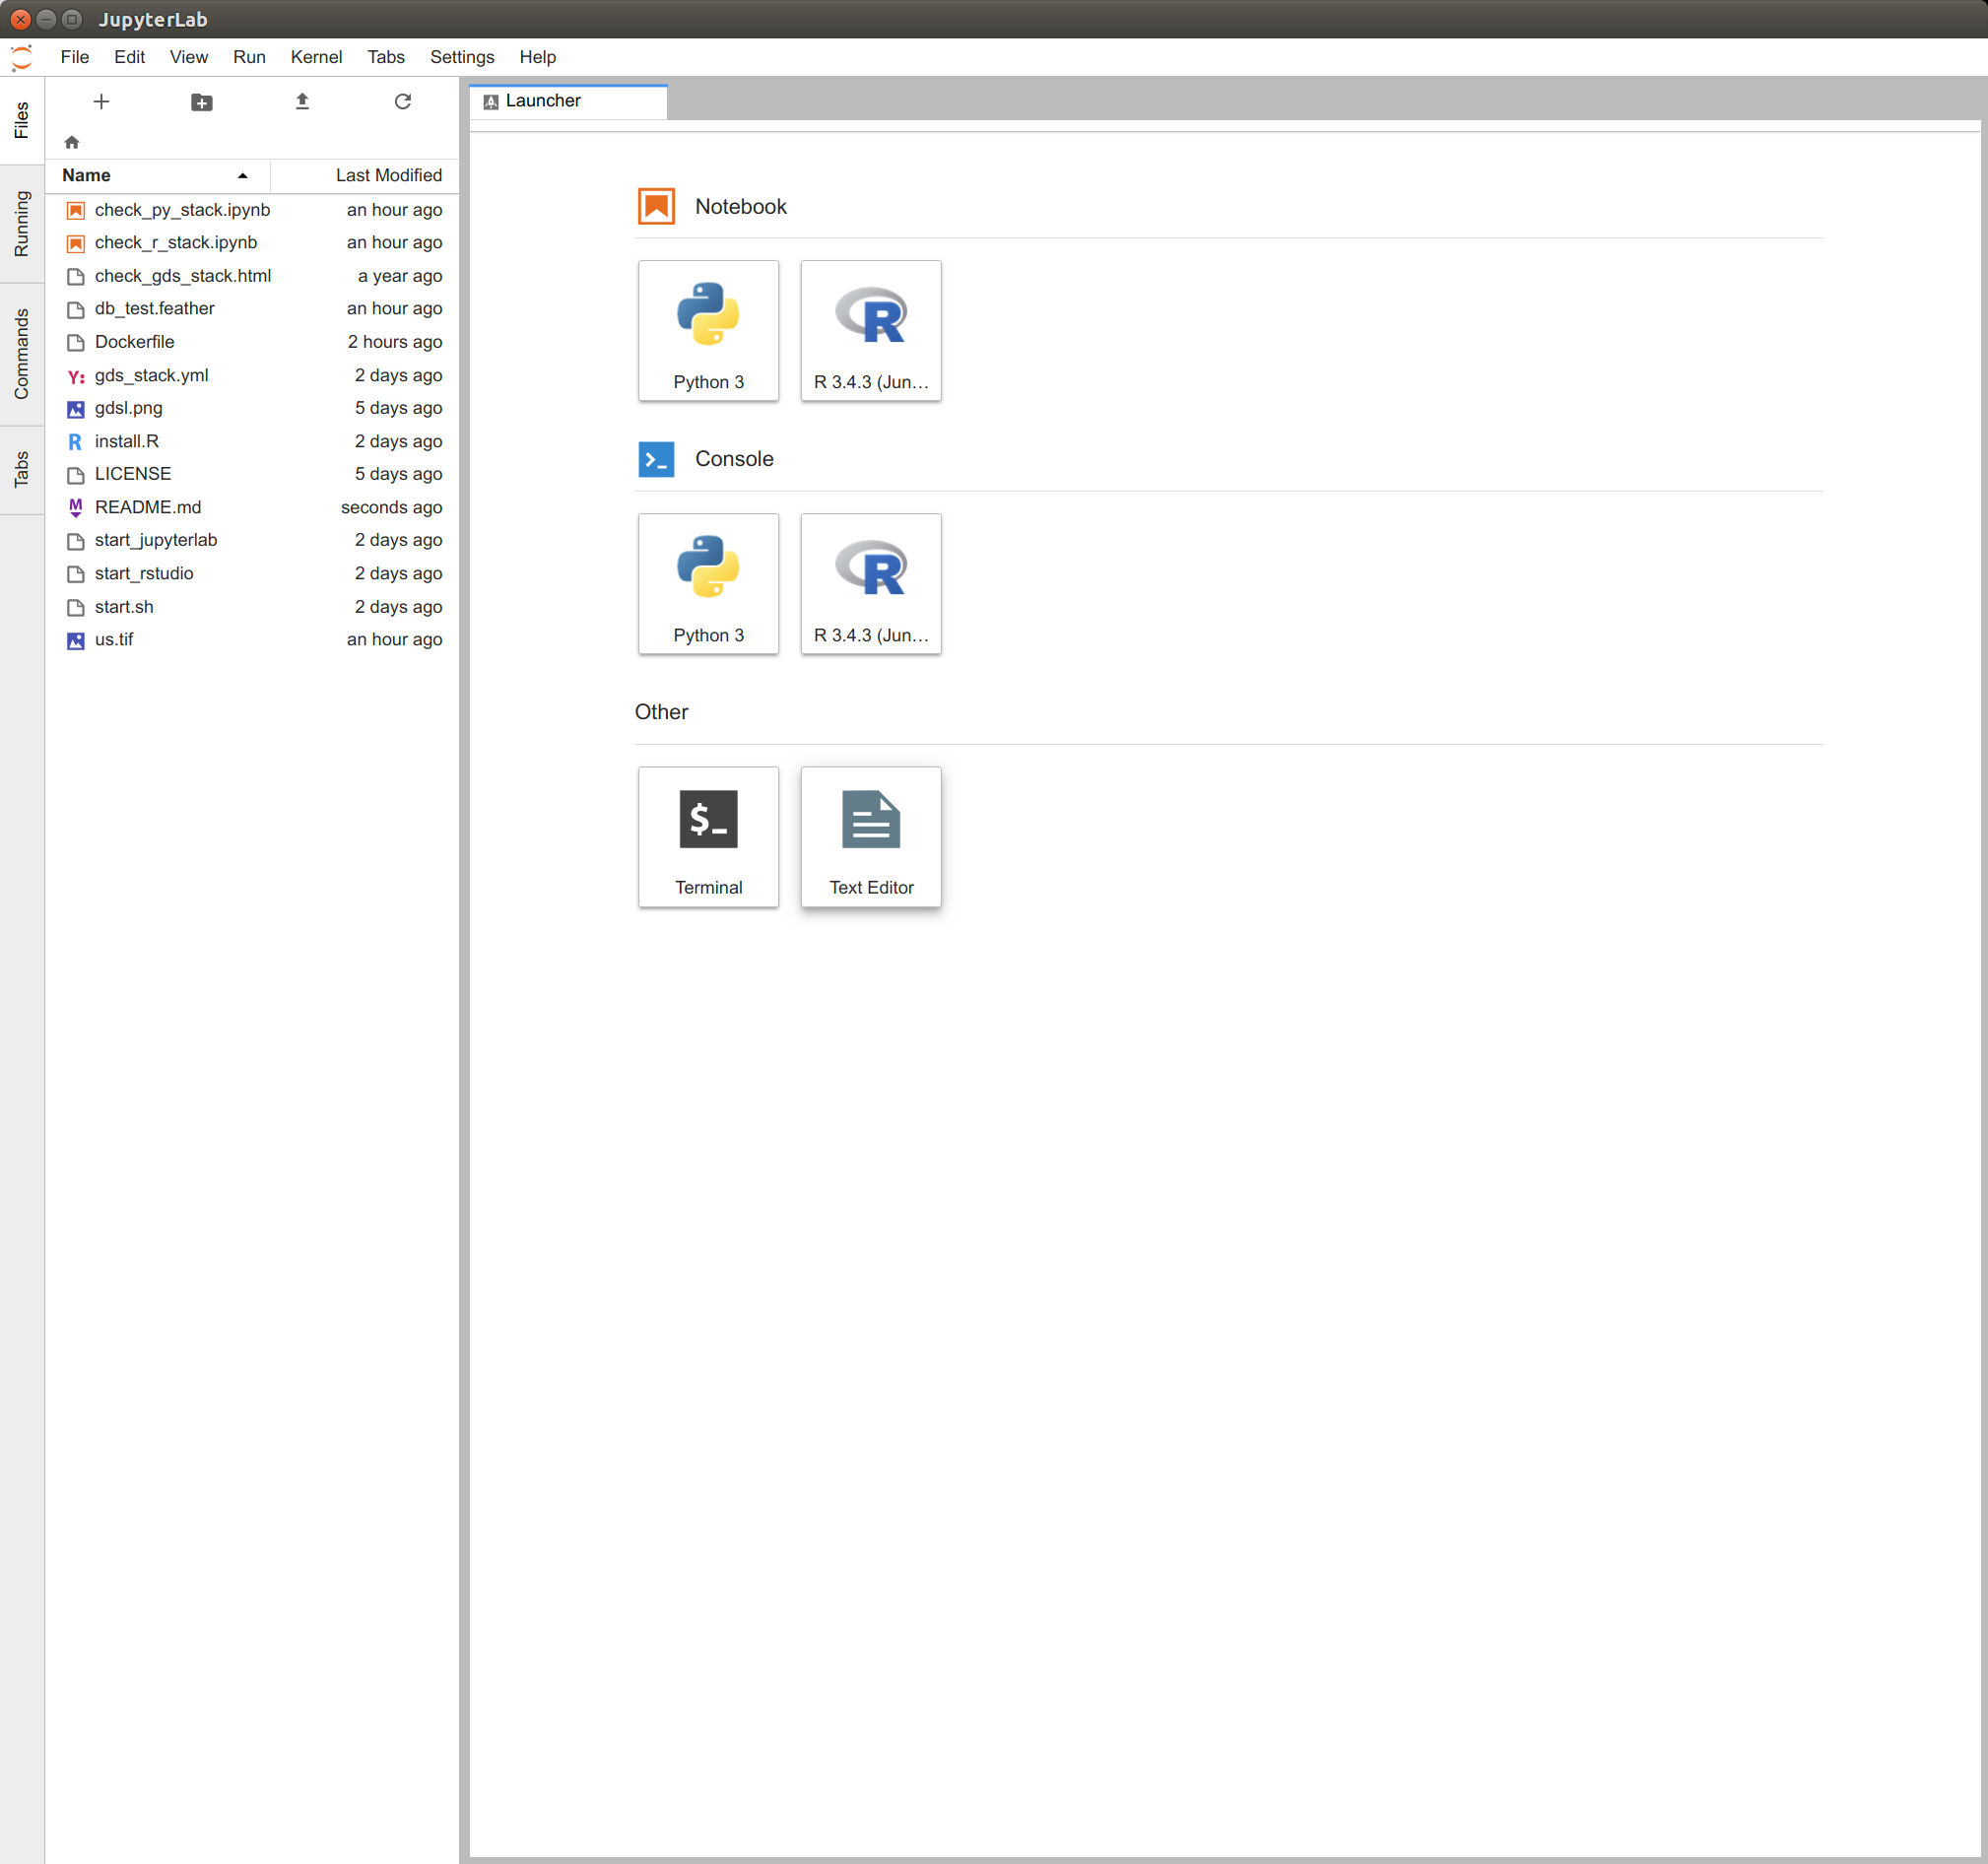 JupyterLab
File Edit View Run Kernel Tabs Settings Help
Files
Running
Commands
Tabs
Name Last Modified
check_py_stack.ipynb an hour ago
check_r_stack.ipynb an hour ago
check_gds_stack.html a year ago
db_test.feather an hour ago
Dockerfile 2 hours ago
Y: gds_stack.yml 2 days ago
gdsl.png 5 days ago
R install.R 2 days ago
LICENSE 5 days ago
M README.md seconds ago
start_jupyterlab 2 days ago
start_rstudio 2 days ago
start.sh 2 days ago
us.tif an hour ago
Launcher
Notebook
Python 3 R 3.4.3 (Jun…
Console
Python 3 R 3.4.3 (Jun…
Other
$_
Terminal Text Editor